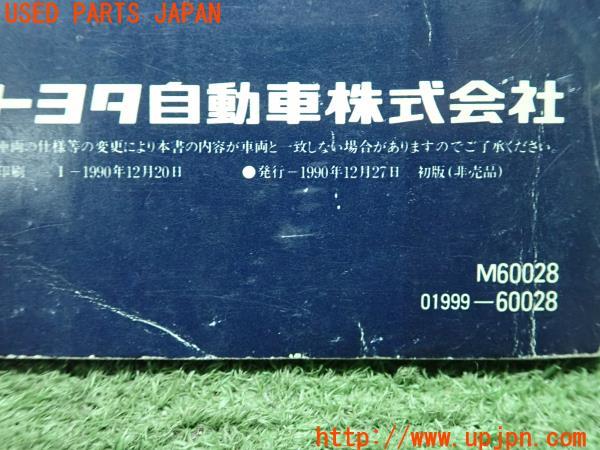 USED PARTS JAPAN
トヨタ自動車株式会社
車両の仕様等の変更により本書の内容が車両と一致しない場合がありますのでご了承ください。
印刷 I－1990年12月20日 ●発行－1990年12月27日 初版(非売品)
M60028
01999－60028
http://www.upjpn.com/